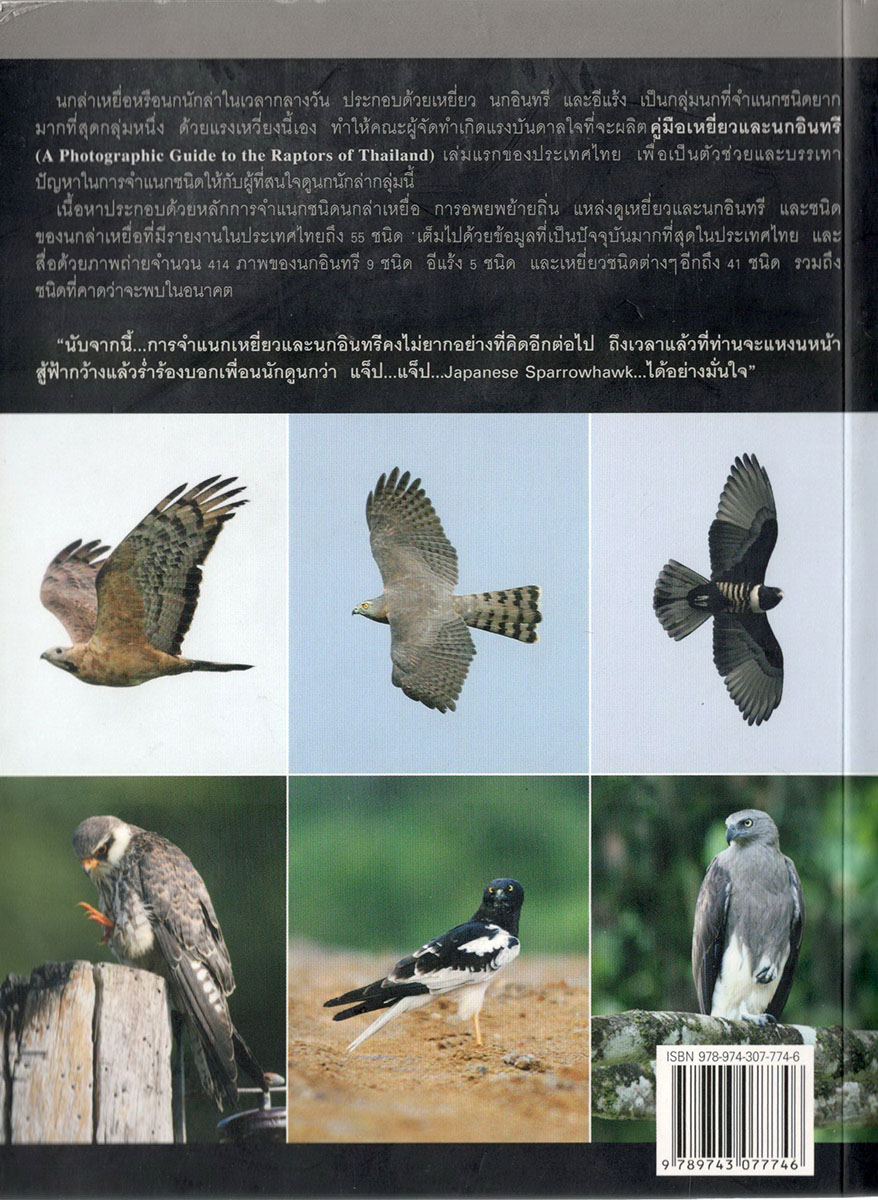 นกล่าเหยื่อหรือนกนักล่าในเวลากลางวัน ประกอบด้วยเหยี่ยว นกอินทรี และอีแร้ง เป็นกลุ่มนกที่จำแนกชนิดยาก
มากที่สุดกลุ่มหนึ่ง ด้วยแรงเหวี่ยงนี้เอง ทำให้คณะผู้จัดทำเกิดแรงบันดาลใจที่จะผลิต คู่มือเหยี่ยวและนกอินทรี
(A Photographic Guide to the Raptors of Thailand) เล่มแรกของประเทศไทย เพื่อเป็นตัวช่วยและบรรเทา
ปัญหาในการจำแนกชนิดให้กับผู้ที่สนใจดูนกนักล่ากลุ่มนี้
เนื้อหาประกอบด้วยหลักการจำแนกชนิดนกล่าเหยื่อ การอพยพย้ายถิ่น แหล่งดูเหยี่ยวและนกอินทรี และชนิด
ของนกล่าเหยื่อที่มีรายงานในประเทศไทยถึง 55 ชนิด เต็มไปด้วยข้อมูลที่เป็นปัจจุบันมากที่สุดในประเทศไทย และ
สื่อด้วยภาพถ่ายจำนวน 414 ภาพของนกอินทรี 9 ชนิด อีแร้ง 5 ชนิด และเหยี่ยวชนิดต่างๆอีกถึง 41 ชนิด รวมถึง
ชนิดที่คาดว่าจะพบในอนาคต
“นับจากนี้...การจำแนกเหยี่ยวและนกอินทรีคงไม่ยากอย่างที่คิดอีกต่อไป ถึงเวลาแล้วที่ท่านจะแหงนหน้า
สู้ฟ้ากว้างแล้วร่ำร้องบอกเพื่อนนักดูนกว่า แจ็ป...แจ็ป...Japanese Sparrowhawk...ได้อย่างมั่นใจ”
ISBN 978-974-307-774-6
9 789743 077746